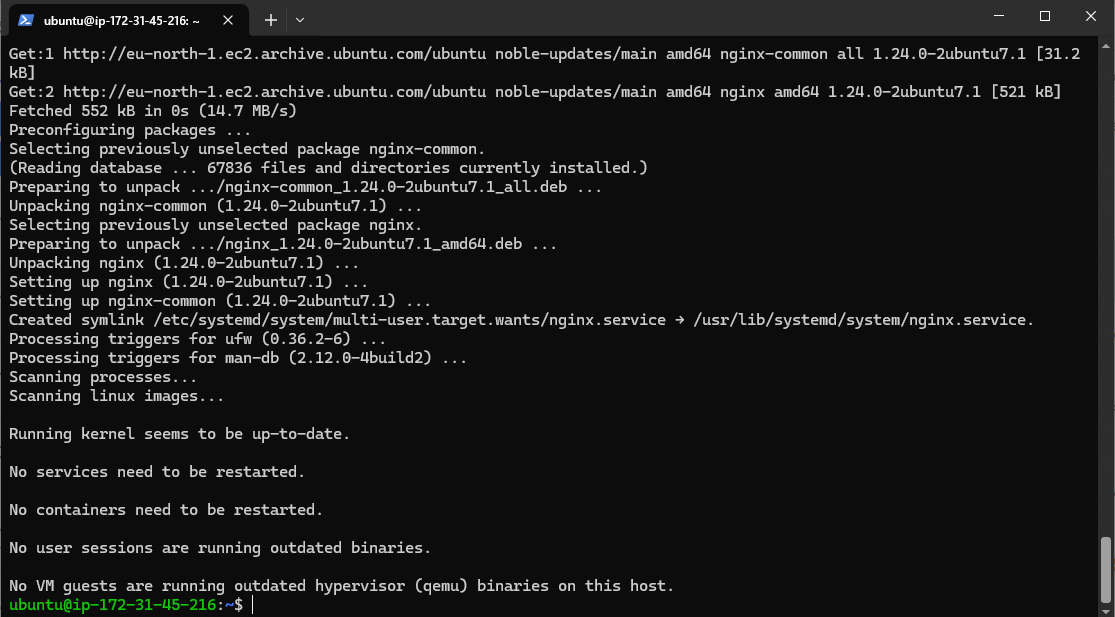 ubuntu@ip-172-31-45-216: ~
Get:1 http://eu-north-1.ec2.archive.ubuntu.com/ubuntu noble-updates/main amd64 nginx-common all 1.24.0-2ubuntu7.1 [31.2
kB]
Get:2 http://eu-north-1.ec2.archive.ubuntu.com/ubuntu noble-updates/main amd64 nginx amd64 1.24.0-2ubuntu7.1 [521 kB]
Fetched 552 kB in 0s (14.7 MB/s)
Preconfiguring packages ...
Selecting previously unselected package nginx-common.
(Reading database ... 67836 files and directories currently installed.)
Preparing to unpack .../nginx-common_1.24.0-2ubuntu7.1_all.deb ...
Unpacking nginx-common (1.24.0-2ubuntu7.1) ...
Selecting previously unselected package nginx.
Preparing to unpack .../nginx_1.24.0-2ubuntu7.1_amd64.deb ...
Unpacking nginx (1.24.0-2ubuntu7.1) ...
Setting up nginx (1.24.0-2ubuntu7.1) ...
Setting up nginx-common (1.24.0-2ubuntu7.1) ...
Created symlink /etc/systemd/system/multi-user.target.wants/nginx.service → /usr/lib/systemd/system/nginx.service.
Processing triggers for ufw (0.36.2-6) ...
Processing triggers for man-db (2.12.0-4build2) ...
Scanning processes...
Scanning linux images...
Running kernel seems to be up-to-date.
No services need to be restarted.
No containers need to be restarted.
No user sessions are running outdated binaries.
No VM guests are running outdated hypervisor (qemu) binaries on this host.
ubuntu@ip-172-31-45-216:~$